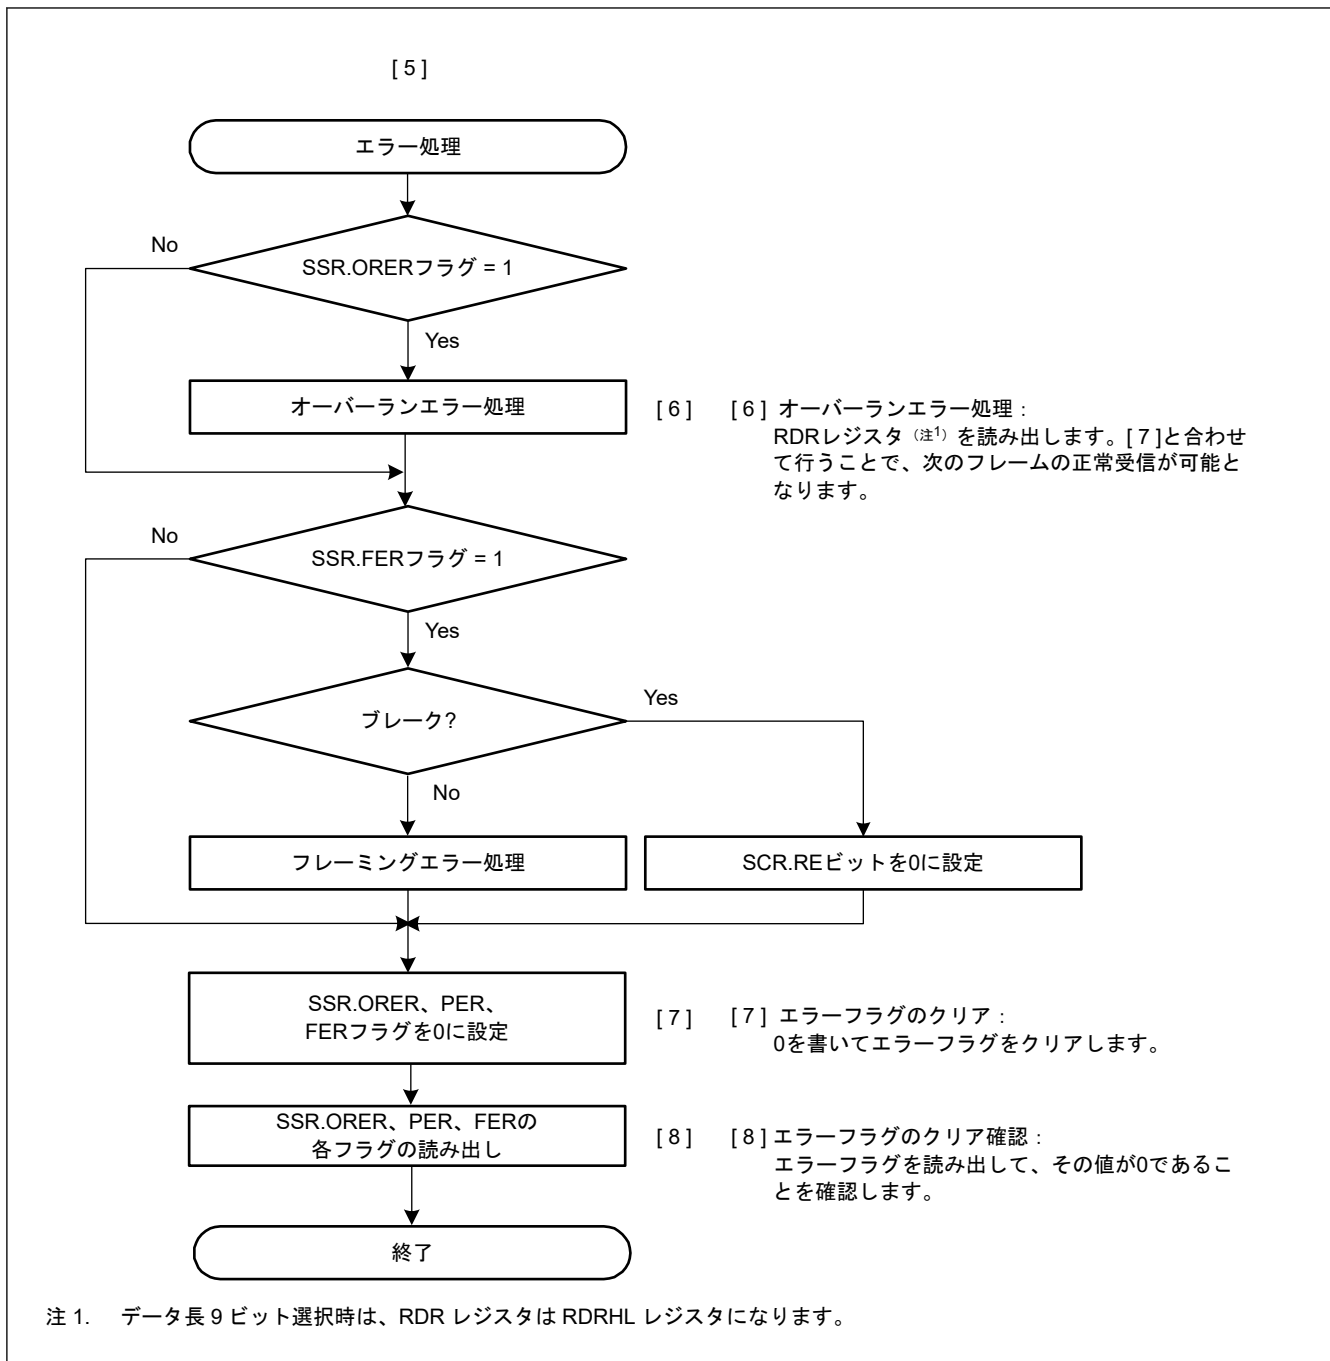 [ 5 ]
エラー処理
No
SSR.ORERフラグ = 1
Yes
オーバーランエラー処理
[ 6 ]
[ 6 ] オーバーランエラー処理：
RDRレジスタ（注1）を読み出します。[ 7 ]と合わせ
て行うことで、次のフレームの正常受信が可能と
なります。
No
SSR.FERフラグ = 1
Yes
ブレーク?
Yes
No
フレーミングエラー処理
SCR.REビットを0に設定
SSR.ORER、PER、
FERフラグを0に設定
[ 7 ]
[ 7 ] エラーフラグのクリア：
0を書いてエラーフラグをクリアします。
SSR.ORER、PER、FERの
各フラグの読み出し
[ 8 ]
[ 8 ] エラーフラグのクリア確認：
エラーフラグを読み出して、その値が0であるこ
とを確認します。
終了
注 1. データ長 9 ビット選択時は、RDR レジスタは RDRHL レジスタになります。